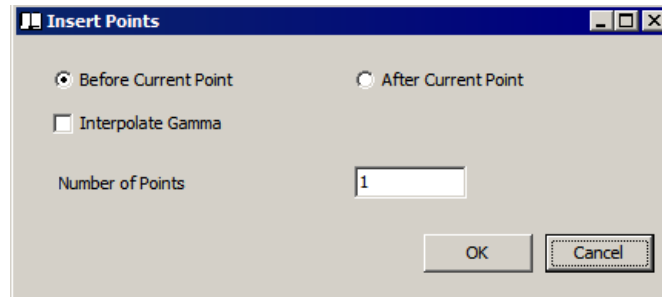 Insert Points
Before Current Point After Current Point
Interpolate Gamma
Number of Points 1
OK Cancel